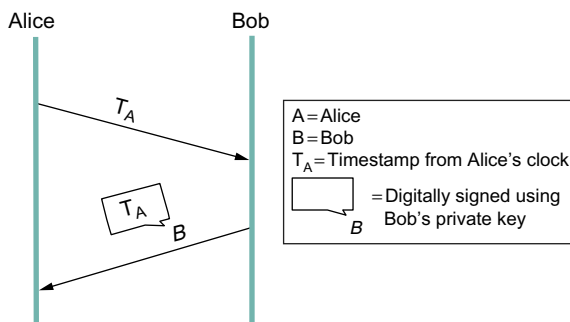 Alice
Bob
T_A
T_A
B
A=Alice
B=Bob
T_A=Timestamp from Alice's clock
=Digitally signed using
B
Bob's private key